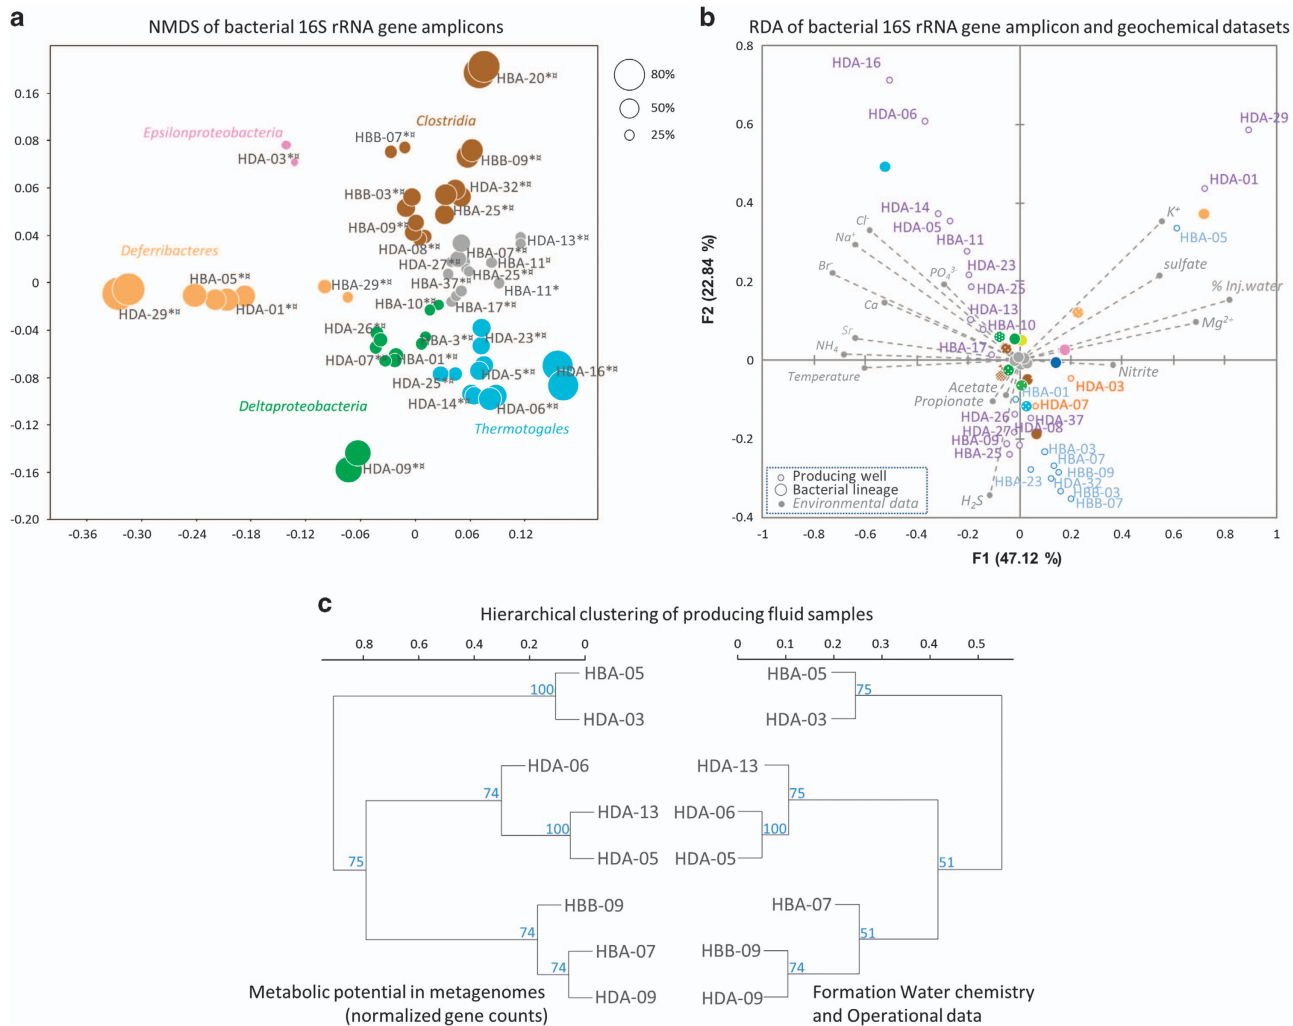 a
NMDS of bacterial 16S rRNA gene amplicons
HBA-20*¤
80%
50%
25%
0.16
0.08
0.06
0.04
0
-0.04
-0.08
-0.12
-0.16
-0.20
Epsilonproteobacteria
HDA-03*¤
Clostridia
HBB-07*¤
HBB-09*¤
HBB-03*¤
HDA-32*¤
HBA-25*¤
HBA-09*¤
HDA-08*¤
HDA-13*¤
HBA-07*¤
HBA-11¤
HDA-27*¤
HBA-25*¤
HBA-37*¤
HBA-11*
HBA-17*¤
Deferribacteres
HBA-05*¤
HBA-29*¤
HDA-29*¤
HDA-01*¤
HBA-10*¤
HDA-26*¤
HBA-3*¤
HDA-23*¤
HDA-07*¤
HBA-01*¤
HDA-5*¤
HDA-16*¤
HDA-25*¤
HDA-14*¤
HDA-06*¤
Deltaproteobacteria
Thermotogales
HDA-09*¤
-0.36
-0.30
-0.24
-0.18
-0.12
-0.06
0
0.06
0.12
b
RDA of bacterial 16S rRNA gene amplicon and geochemical datasets
F2 (22.84 %)
0.8
0.6
0.4
0.2
0
-0.2
-0.4
HDA-16
HDA-06
HDA-29
HDA-01
HDA-14
HDA-05
HBA-11
HDA-23
HDA-25
HDA-13
HBA-10
HBA-17
HBA-05
Cl-
Na+
Br-
PO₄3-
Ca
Sr
NH₄
Temperature
K+
sulfate
% Inj.water
Mg2+
Nitrite
Acetate
Propionate
H₂S
HBA-01
HDA-03
HDA-07
HDA-26
HDA-37
HDA-27
HDA-08
HBA-09
HBA-25
HBA-03
HBA-07
HBB-09
HBA-23
HDA-32
HBB-03
HBB-07
Producing well
Bacterial lineage
Environmental data
-1
-0.8
-0.6
-0.4
-0.2
0
0.2
0.4
0.6
0.8
1
F1 (47.12 %)
c
Hierarchical clustering of producing fluid samples
0.8 0.6 0.4 0.2 0
0 0.1 0.2 0.3 0.4 0.5
HBA-05
100
HDA-03
HDA-06
74
HDA-13
100
HDA-05
75
HBB-09
74
HBA-07
74
HDA-09
Metabolic potential in metagenomes
(normalized gene counts)
HBA-05
75
HDA-03
HDA-13
75
HDA-06
100
HDA-05
51
HBA-07
51
HBB-09
74
HDA-09
Formation Water chemistry
and Operational data